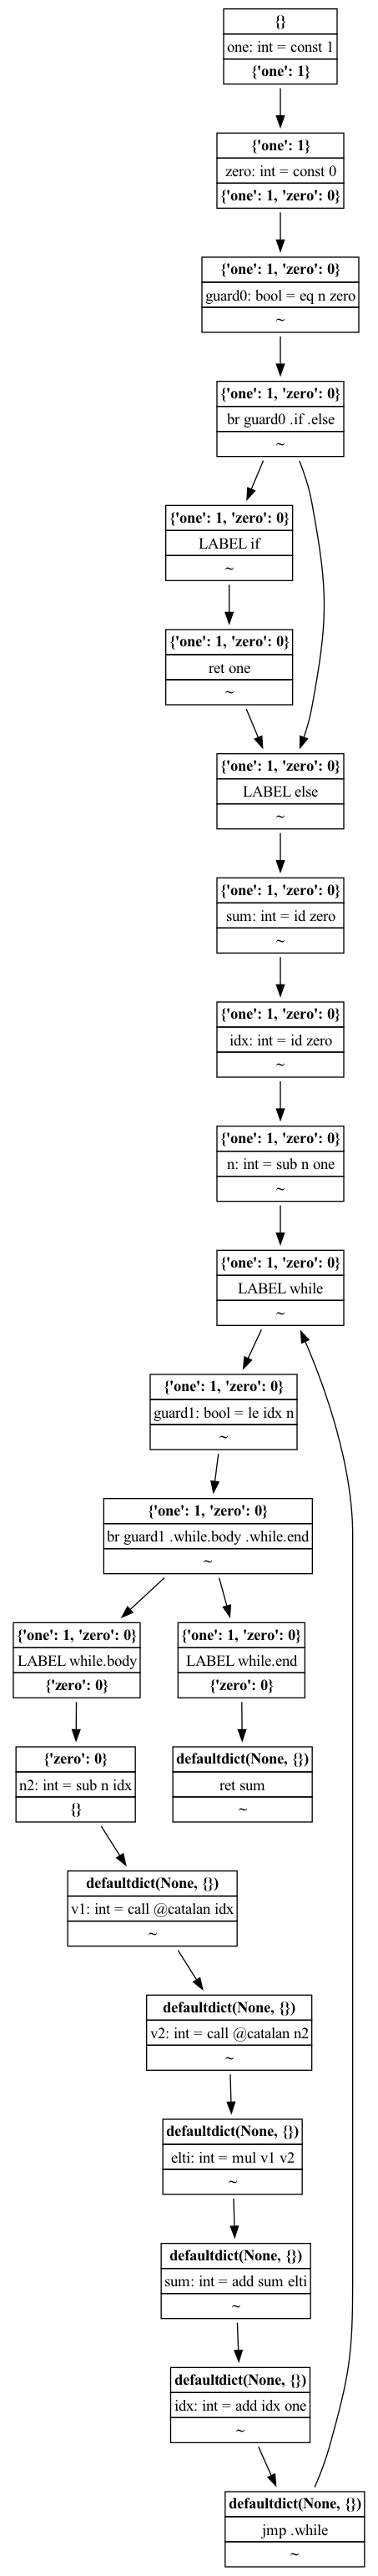 {}
one: int = const 1
{'one': 1}
{'one': 1}
zero: int = const 0
{'one': 1, 'zero': 0}
{'one': 1, 'zero': 0}
guard0: bool = eq n zero
~
{'one': 1, 'zero': 0}
br guard0 .if .else
~
{'one': 1, 'zero': 0}
LABEL if
~
{'one': 1, 'zero': 0}
ret one
~
{'one': 1, 'zero': 0}
LABEL else
~
{'one': 1, 'zero': 0}
sum: int = id zero
~
{'one': 1, 'zero': 0}
idx: int = id zero
~
{'one': 1, 'zero': 0}
n: int = sub n one
~
{'one': 1, 'zero': 0}
LABEL while
~
{'one': 1, 'zero': 0}
guard1: bool = le idx n
~
{'one': 1, 'zero': 0}
br guard1 .while.body .while.end
~
{'one': 1, 'zero': 0}
LABEL while.body
{'zero': 0}
{'one': 1, 'zero': 0}
LABEL while.end
{'zero': 0}
{'zero': 0}
n2: int = sub n idx
{}
defaultdict(None, {})
ret sum
~
defaultdict(None, {})
v1: int = call @catalan idx
~
defaultdict(None, {})
v2: int = call @catalan n2
~
defaultdict(None, {})
elti: int = mul v1 v2
~
defaultdict(None, {})
sum: int = add sum elti
~
defaultdict(None, {})
idx: int = add idx one
~
defaultdict(None, {})
jmp .while
~